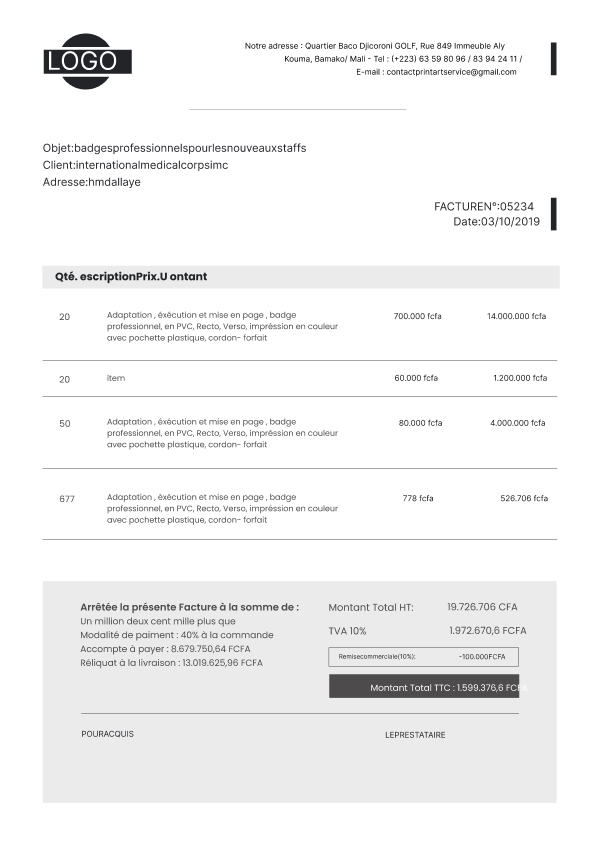 LOGO
Notre adresse : Quartier Baco Djicoroni GOLF, Rue 849 Immeuble Aly
Kouma, Bamako/ Mali - Tel : (+223) 63 59 80 96 / 83 94 24 11 /
E-mail : contactprintartservice@gmail.com
Objet:badgesprofessionnelspourlesnouveauxstaffs
Client:internationalmedicalcorpsimc
Adresse:hmdallaye
FACTUREN°:05234
Date:03/10/2019
Qté. escriptionPrix.U ontant
20 Adaptation , éxécution et mise en page , badge 700.000 fcfa 14.000.000 fcfa
professionnel, en PVC, Recto, Verso, impréssion en couleur
avec pochette plastique, cordon- forfait
20 item 60.000 fcfa 1.200.000 fcfa
50 Adaptation , éxécution et mise en page , badge 80.000 fcfa 4.000.000 fcfa
professionnel, en PVC, Recto, Verso, impréssion en couleur
avec pochette plastique, cordon- forfait
677 Adaptation , éxécution et mise en page , badge 778 fcfa 526.706 fcfa
professionnel, en PVC, Recto, Verso, impréssion en couleur
avec pochette plastique, cordon- forfait
Arrêtée la présente Facture à la somme de :
Un million deux cent mille plus que
Modalité de paiment : 40% à la commande
Accompte à payer : 8.679.750,64 FCFA
Réliquat à la livraison : 13.019.625,96 FCFA
Montant Total HT: 19.726.706 CFA
TVA 10% 1.972.670,6 FCFA
Remisecommerciale(10%): -100.000FCFA
Montant Total TTC : 1.599.376,6 FCFA
POURACQUIS LEPRESTATAIRE